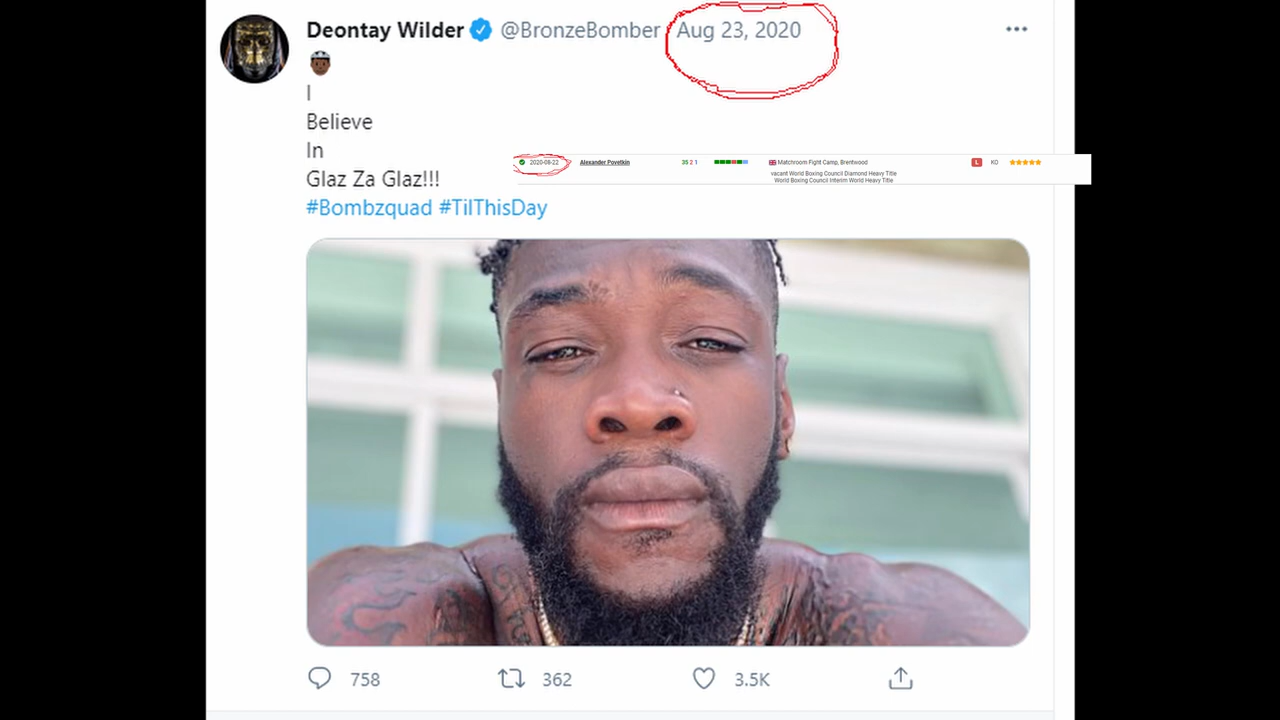 Deontay Wilder @BronzeBomber Aug 23, 2020
I
Believe
In
Glaz Za Glaz!!!
#Bombzquad #TilThisDay
2020-08-22 Alexander Povetkin 35 2 1 Matchroom Fight Camp, Brentwood L KO
vacant World Boxing Council Diamond Heavy Title
World Boxing Council Interim World Heavy Title
758 362 3.5K